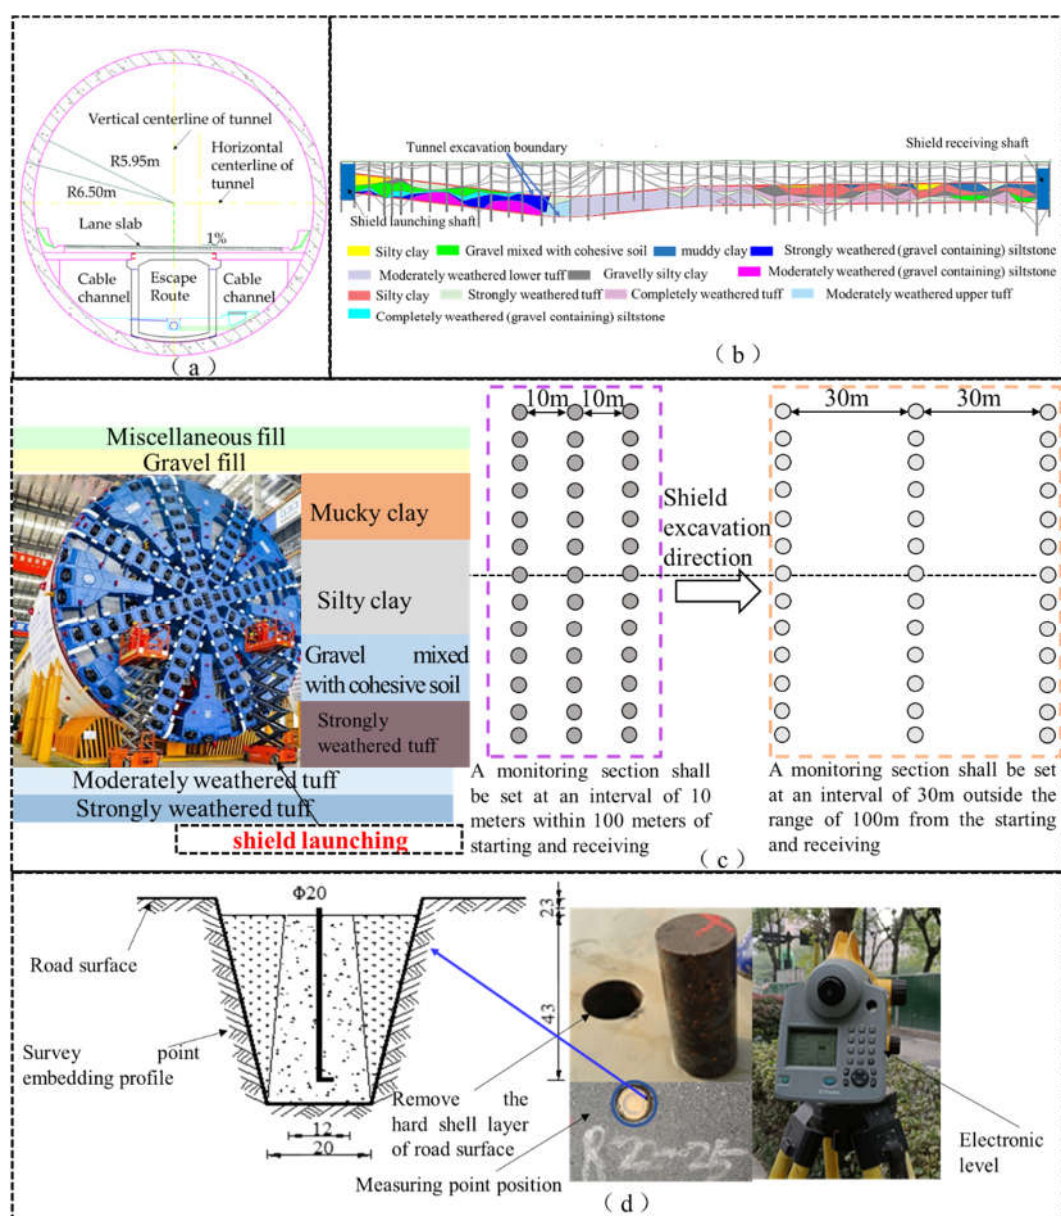 Vertical centerline of tunnel
R5.95m
Horizontal
centerline of
tunnel
R6.50m
Lane slab
1%
Cable
channel
Escape
Route
Cable
channel
( a )
Tunnel excavation boundary
Shield receiving shaft
Shield launching shaft
Silty clay
Gravel mixed with cohesive soil
muddy clay
Strongly weathered (gravel containing) siltstone
Moderately weathered lower tuff
Gravelly silty clay
Moderately weathered (gravel containing) siltstone
Silty clay
Strongly weathered tuff
Completely weathered tuff
Moderately weathered upper tuff
Completely weathered (gravel containing) siltstone
( b )
Miscellaneous fill
Gravel fill
Mucky clay
Silty clay
Gravel mixed
with cohesive soil
Strongly
weathered tuff
Moderately weathered tuff
Strongly weathered tuff
shield launching
10m
10m
Shield
excavation
direction
30m
30m
A monitoring section shall
be set at an interval of 10
meters within 100 meters of
starting and receiving
A monitoring section shall be set
at an interval of 30m outside the
range of 100m from the starting
and receiving
( c )
Φ20
23
43
Road surface
Survey point
embedding profile
12
20
Remove the
hard shell layer
of road surface
Measuring point position
R22-25
Electronic
level
( d )